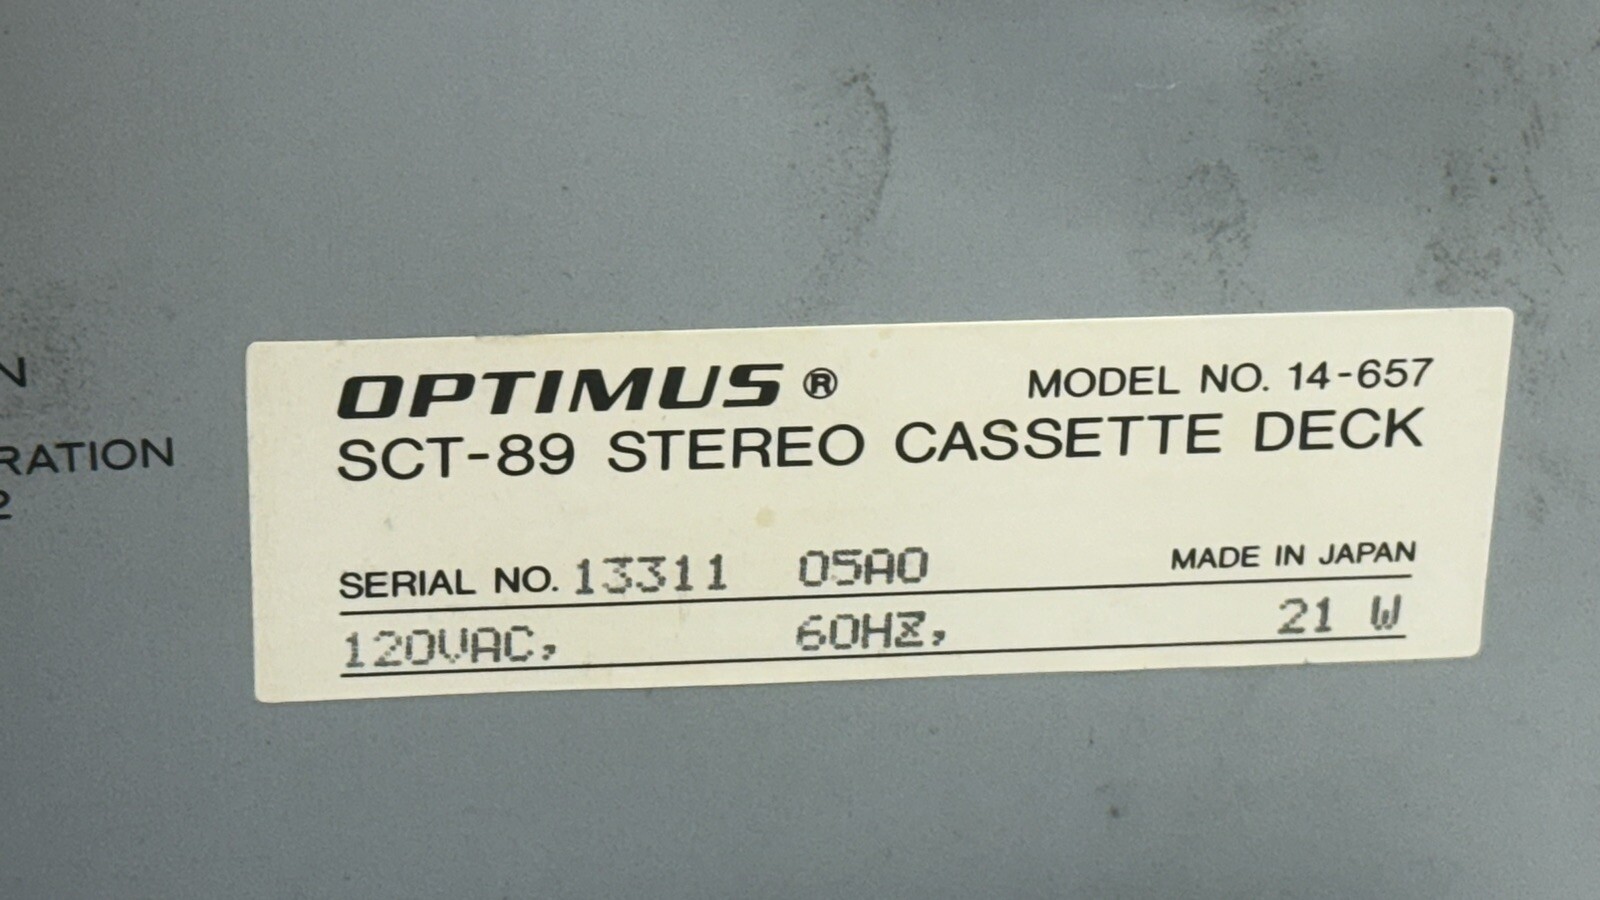 N
RATION
2
OPTIMUS® MODEL NO. 14-657
SCT-89 STEREO CASSETTE DECK
SERIAL NO. 13311 05A0 MADE IN JAPAN
120VAC, 60HZ, 21 W